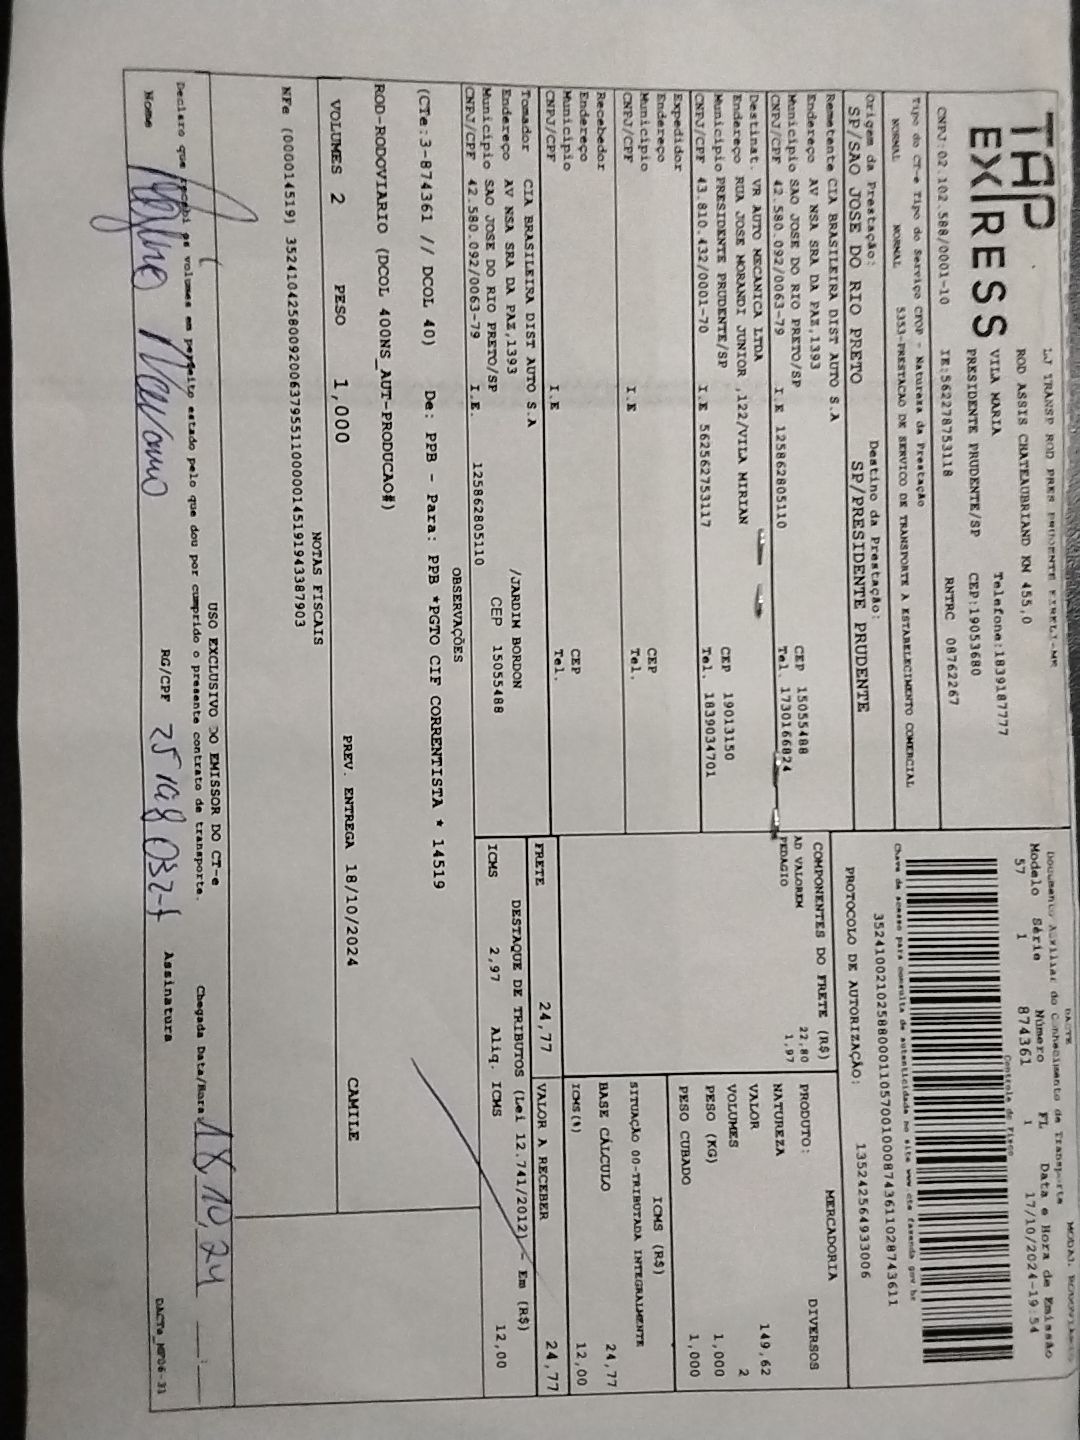 TAP EXPRESS
LJ TRANSP ROD PRES PRUDENTE EIRELI-ME
ROD ASSIS CHATEAUBRIAND KM 455,0
VILA MARIA Telefone:1839187777
PRESIDENTE PRUDENTE/SP CEP:19053680
CNPJ:02.102.588/0001-10 IE:562278753118 RNTRC 08762267
Tipo do CT-e Tipo do Serviço CFOP - Natureza da Prestação
NORMAL NORMAL 5353-PRESTACAO DE SERVICO DE TRANSPORTE A ESTABELECIMENTO COMERCIAL
Origem da Prestação: Destino da Prestação:
SP/SAO JOSE DO RIO PRETO SP/PRESIDENTE PRUDENTE
DACTE MODAL RODOVIARIO
Documento Auxiliar do Conhecimento de Transporte
Modelo Série Número FL Data e Hora de Emissão
57 1 874361 1 17/10/2024-19:54
Controle do Fisco
Chave de acesso para consulta de autenticidade no site www cte fazenda gov br
35241002102588000110570010008743611028743611
PROTOCOLO DE AUTORIZAÇÃO: 135242564933006
Remetente CIA BRASILEIRA DIST AUTO S.A
Endereço AV NSA SRA DA PAZ,1393 CEP 15055488
Município SAO JOSE DO RIO PRETO/SP Tel. 1730166824
CNPJ/CPF 42.580.092/0063-79 I.E 125862805110
Destinat. VR AUTO MECANICA LTDA
Endereço RUA JOSE MORANDI JUNIOR ,122/VILA MIRIAN
Município PRESIDENTE PRUDENTE/SP CEP 19013150
CNPJ/CPF 43.810.432/0001-70 I.E 562562753117 Tel. 1839034701
Expedidor
Endereço
Município CEP
CNPJ/CPF I.E Tel.
Recebedor
Endereço
Município CEP
CNPJ/CPF I.E Tel.
Tomador CIA BRASILEIRA DIST AUTO S.A
Endereço AV NSA SRA DA PAZ,1393 /JARDIM BORDON
Município SAO JOSE DO RIO PRETO/SP CEP 15055488
CNPJ/CPF 42.580.092/0063-79 I.E. 125862805110
COMPONENTES DO FRETE (R$)
AD VALOREM 22,80
PEDAGIO 1,97
MERCADORIA
PRODUTO: DIVERSOS
NATUREZA
VALOR 149,62
VOLUMES 2
PESO (KG) 1,000
PESO CUBADO 1,000
ICMS (R$)
SITUAÇÃO 00-TRIBUTADA INTEGRALMENTE
BASE CÁLCULO 24,77
ICMS(%) 12,00
FRETE 24,77 VALOR A RECEBER 24,77
DESTAQUE DE TRIBUTOS (Lei 12.741/2012) - Em (R$)
ICMS 2,97 Aliq. ICMS 12,00
OBSERVAÇÕES
(CTe:3-874361 // DCOL 40) De: PPB - Para: PPB *PGTO CIF CORRENTISTA * 14519
ROD-RODOVIARIO (DCOL 400NS_AUT-PRODUCAO#)
VOLUMES 2 PESO 1,000 PREV. ENTREGA 18/10/2024 CAMILE
NOTAS FISCAIS
NFe (000014519) 35241042580092006379551100000145191943387903
USO EXCLUSIVO DO EMISSOR DO CT-e
Declaro que recebi os volumes em perfeito estado pelo que dou por cumprido o presente contrato de transporte.
Chegada Data/Hora: 18.10.24 __:__
Nome RG/CPF Assinatura
DACTe_MP06-31